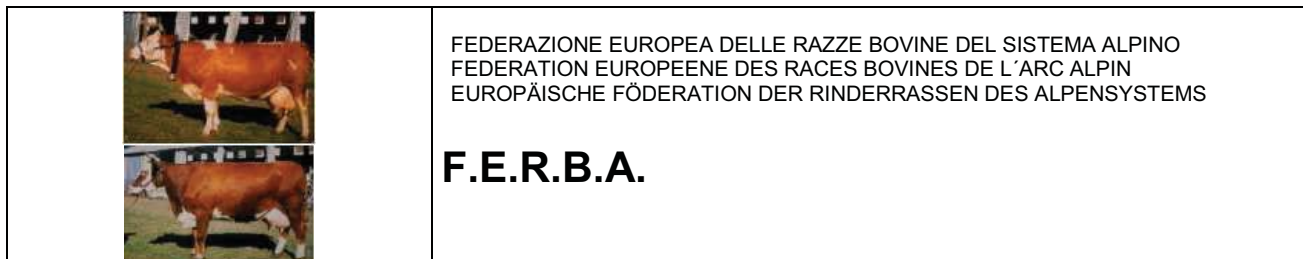 FEDERAZIONE EUROPEA DELLE RAZZE BOVINE DEL SISTEMA ALPINO
FEDERATION EUROPEENE DES RACES BOVINES DE L´ARC ALPIN
EUROPÄISCHE FÖDERATION DER RINDERRASSEN DES ALPENSYSTEMS
F.E.R.B.A.